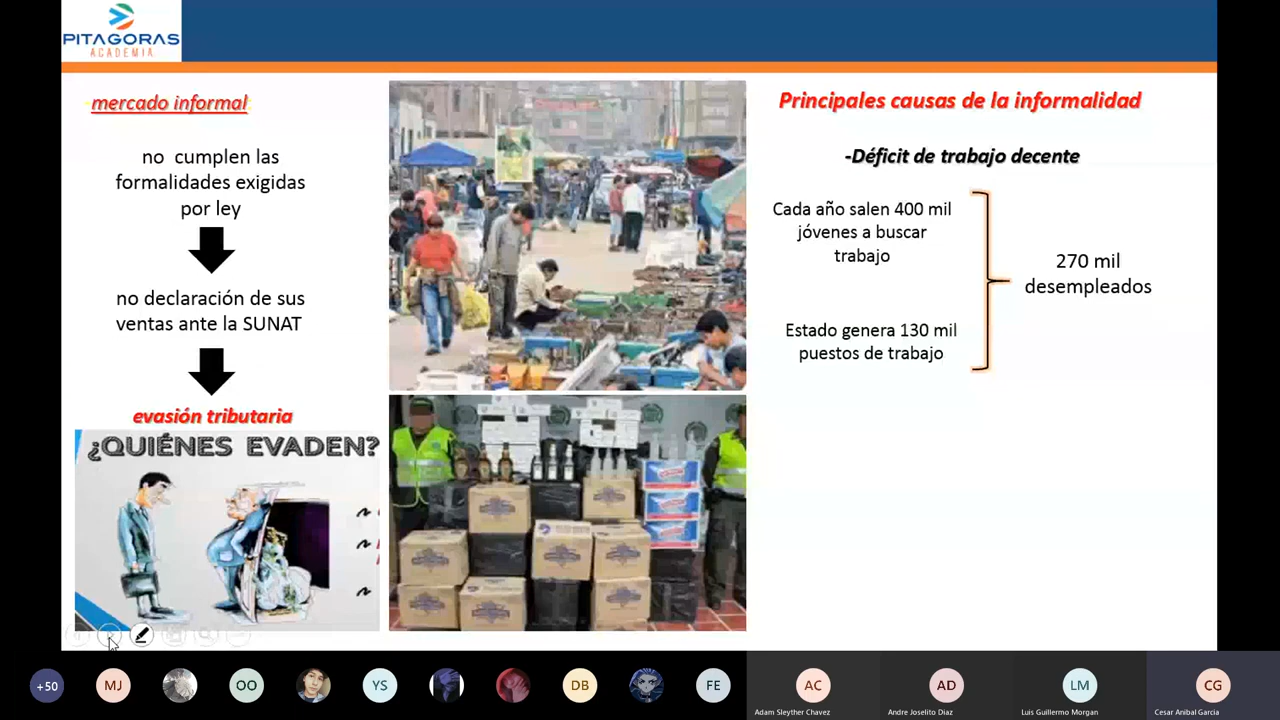 PITAGORAS
ACADEMIA
mercado informal
no cumplen las
formalidades exigidas
por ley
no declaración de sus
ventas ante la SUNAT
evasión tributaria
¿QUIÉNES EVADEN?
Principales causas de la informalidad
-Déficit de trabajo decente
Cada año salen 400 mil
jóvenes a buscar
trabajo
Estado genera 130 mil
puestos de trabajo
270 mil
desempleados
+50
MJ
OO
YS
DB
FE
AC
AD
LM
CG
Adam Sleyther Chavez
Andre Joselito Diaz
Luis Guillermo Morgan
Cesar Anibal Garcia